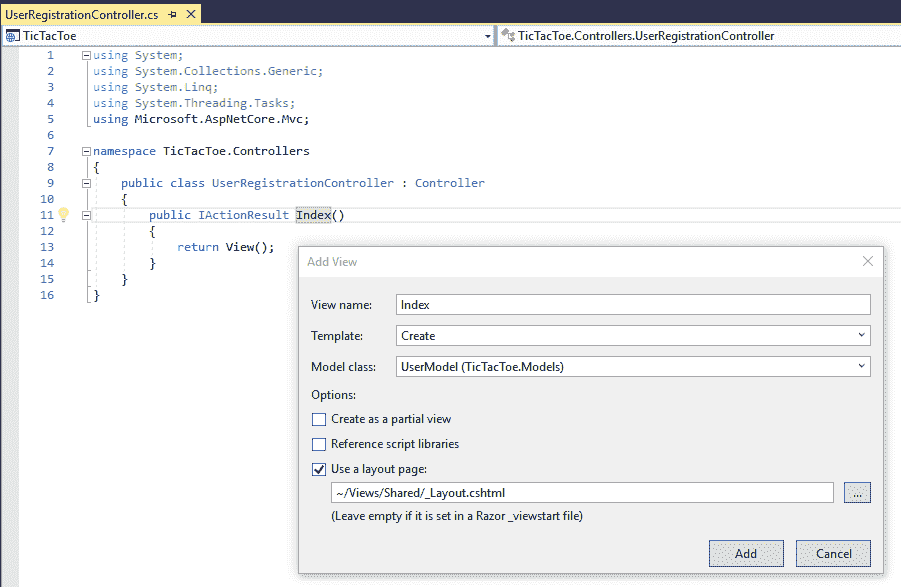 UserRegistrationController.cs
TicTacToe TicTacToe.Controllers.UserRegistrationController
1 using System;
2 using System.Collections.Generic;
3 using System.Linq;
4 using System.Threading.Tasks;
5 using Microsoft.AspNetCore.Mvc;
6
7 namespace TicTacToe.Controllers
8 {
9 public class UserRegistrationController : Controller
10 {
11 public IActionResult Index()
12 {
13 return View();
14 }
15 }
16 }
Add View
View name: Index
Template: Create
Model class: UserModel (TicTacToe.Models)
Options:
Create as a partial view
Reference script libraries
Use a layout page:
~/Views/Shared/_Layout.cshtml ...
(Leave empty if it is set in a Razor _viewstart file)
Add Cancel